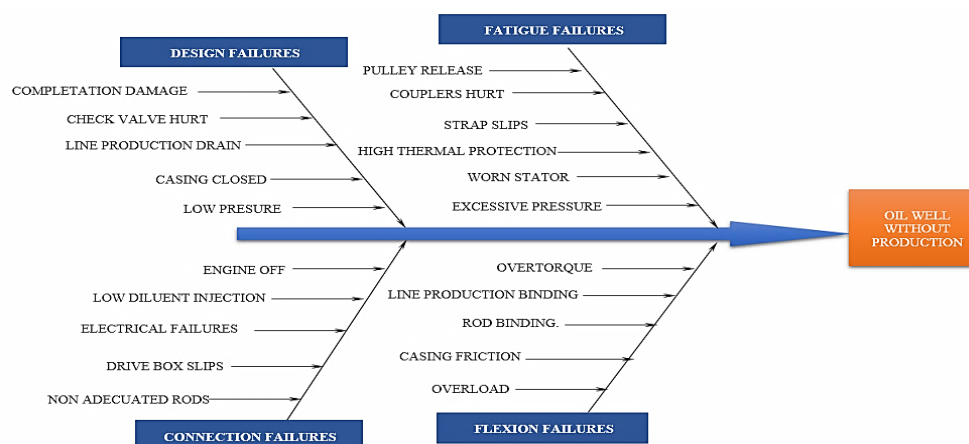 DESIGN FAILURES
COMPLETATION DAMAGE
CHECK VALVE HURT
LINE PRODUCTION DRAIN
CASING CLOSED
LOW PRESURE
FATIGUE FAILURES
PULLEY RELEASE
COUPLERS HURT
STRAP SLIPS
HIGH THERMAL PROTECTION
WORN STATOR
EXCESSIVE PRESSURE
OIL WELL
WITHOUT
PRODUCTION
ENGINE OFF
LOW DILUENT INJECTION
ELECTRICAL FAILURES
DRIVE BOX SLIPS
NON ADECUATED RODS
CONNECTION FAILURES
OVERTORQUE
LINE PRODUCTION BINDING
ROD BINDING.
CASING FRICTION
OVERLOAD
FLEXION FAILURES